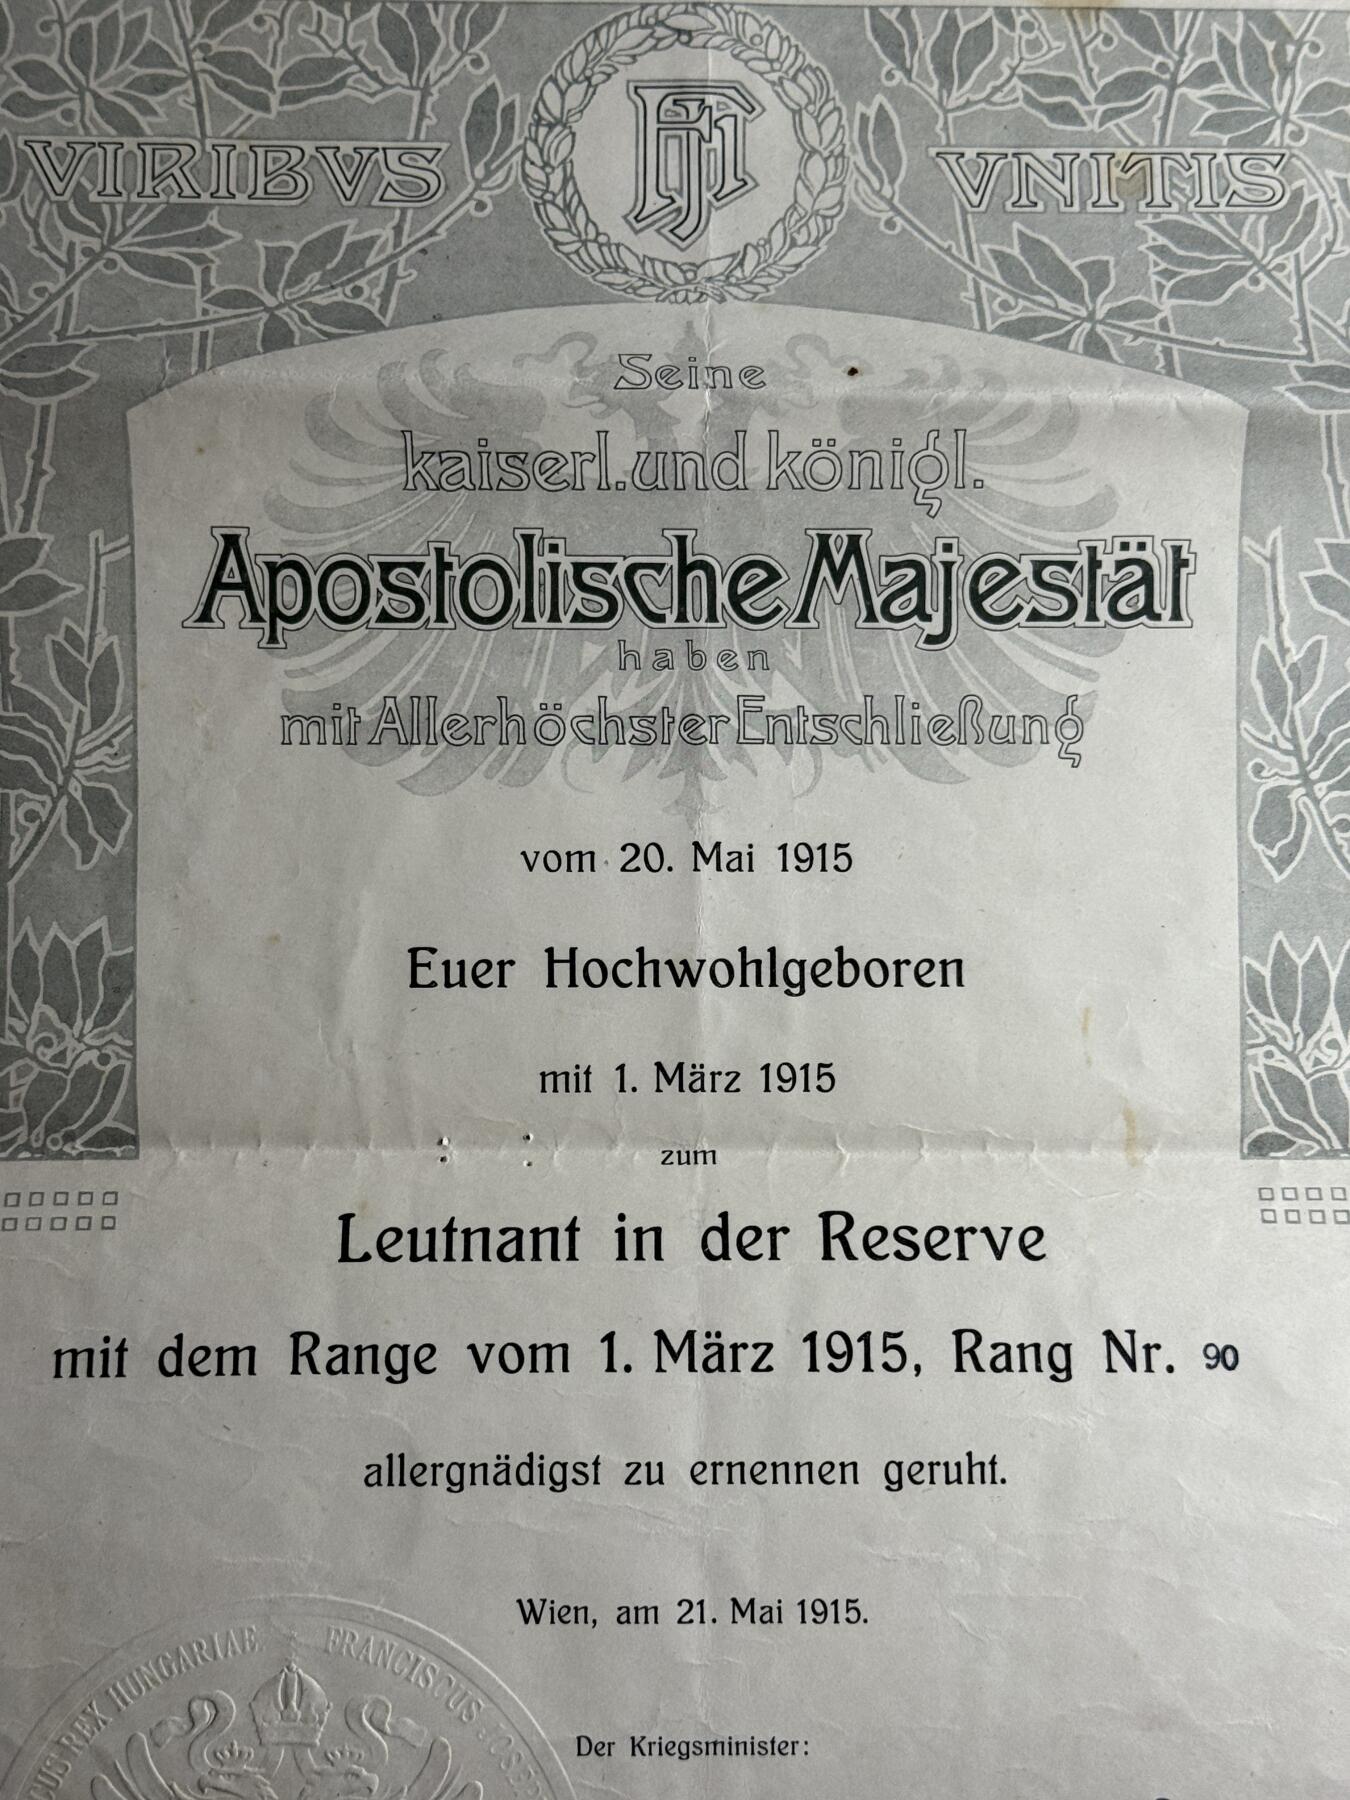 VIRIBVS FJI VNITIS
Seine
kaiserl. und königl.
Apostolische Majestät
haben
mit Allerhöchster Entschließung
vom 20. Mai 1915
Euer Hochwohlgeboren
mit 1. März 1915
zum
Leutnant in der Reserve
mit dem Range vom 1. März 1915, Rang Nr. 90
allergnädigst zu ernennen geruht.
Wien, am 21. Mai 1915.
REX HUNGARIAE FRANCISCUS
Der Kriegsminister: